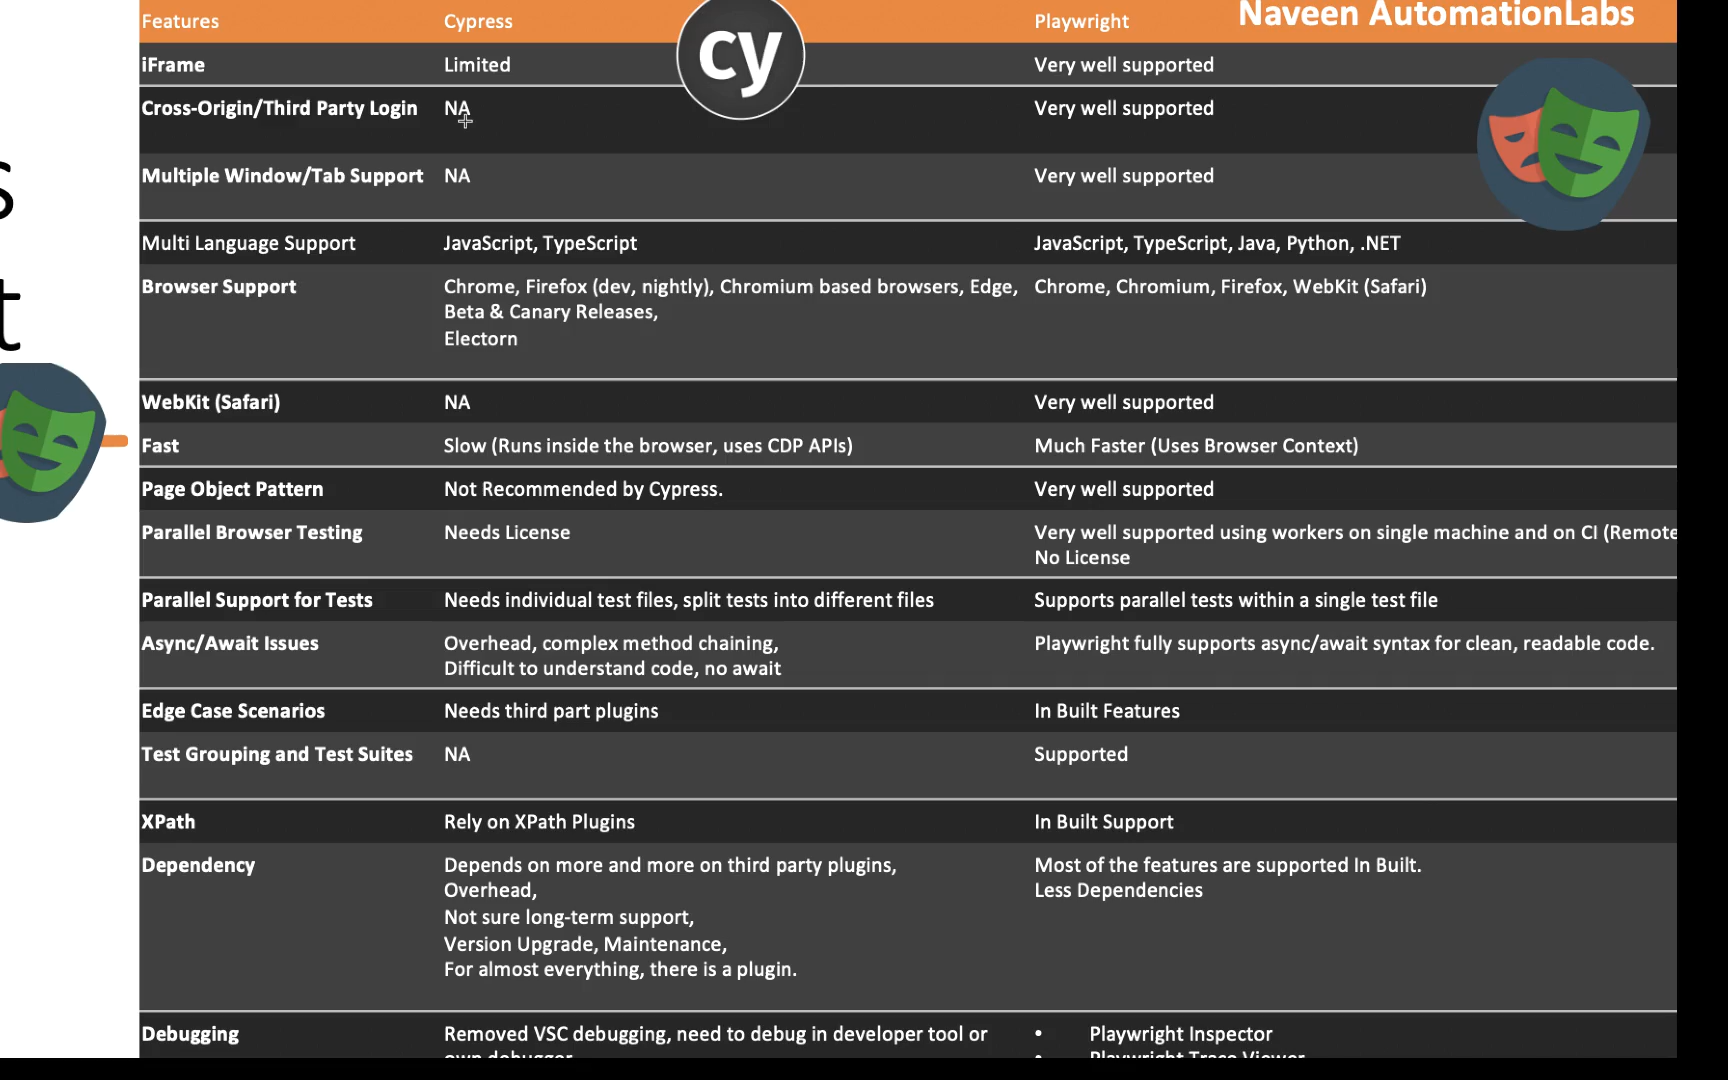 Features Cypress Playwright Naveen AutomationLabs
cy
iFrame Limited Very well supported
Cross-Origin/Third Party Login NA Very well supported
s
Multiple Window/Tab Support NA Very well supported
Multi Language Support JavaScript, TypeScript JavaScript, TypeScript, Java, Python, .NET
Browser Support Chrome, Firefox (dev, nightly), Chromium based browsers, Edge, Chrome, Chromium, Firefox, WebKit (Safari)
Beta & Canary Releases,
t
Electorn
WebKit (Safari) NA Very well supported
Fast Slow (Runs inside the browser, uses CDP APIs) Much Faster (Uses Browser Context)
Page Object Pattern Not Recommended by Cypress. Very well supported
Parallel Browser Testing Needs License Very well supported using workers on single machine and on CI (Remote
No License
Parallel Support for Tests Needs individual test files, split tests into different files Supports parallel tests within a single test file
Async/Await Issues Overhead, complex method chaining, Playwright fully supports async/await syntax for clean, readable code.
Difficult to understand code, no await
Edge Case Scenarios Needs third part plugins In Built Features
Test Grouping and Test Suites NA Supported
XPath Rely on XPath Plugins In Built Support
Dependency Depends on more and more on third party plugins, Most of the features are supported In Built.
Overhead, Less Dependencies
Not sure long-term support,
Version Upgrade, Maintenance,
For almost everything, there is a plugin.
Debugging Removed VSC debugging, need to debug in developer tool or • Playwright Inspector
own debugger • Playwright Trace Viewer